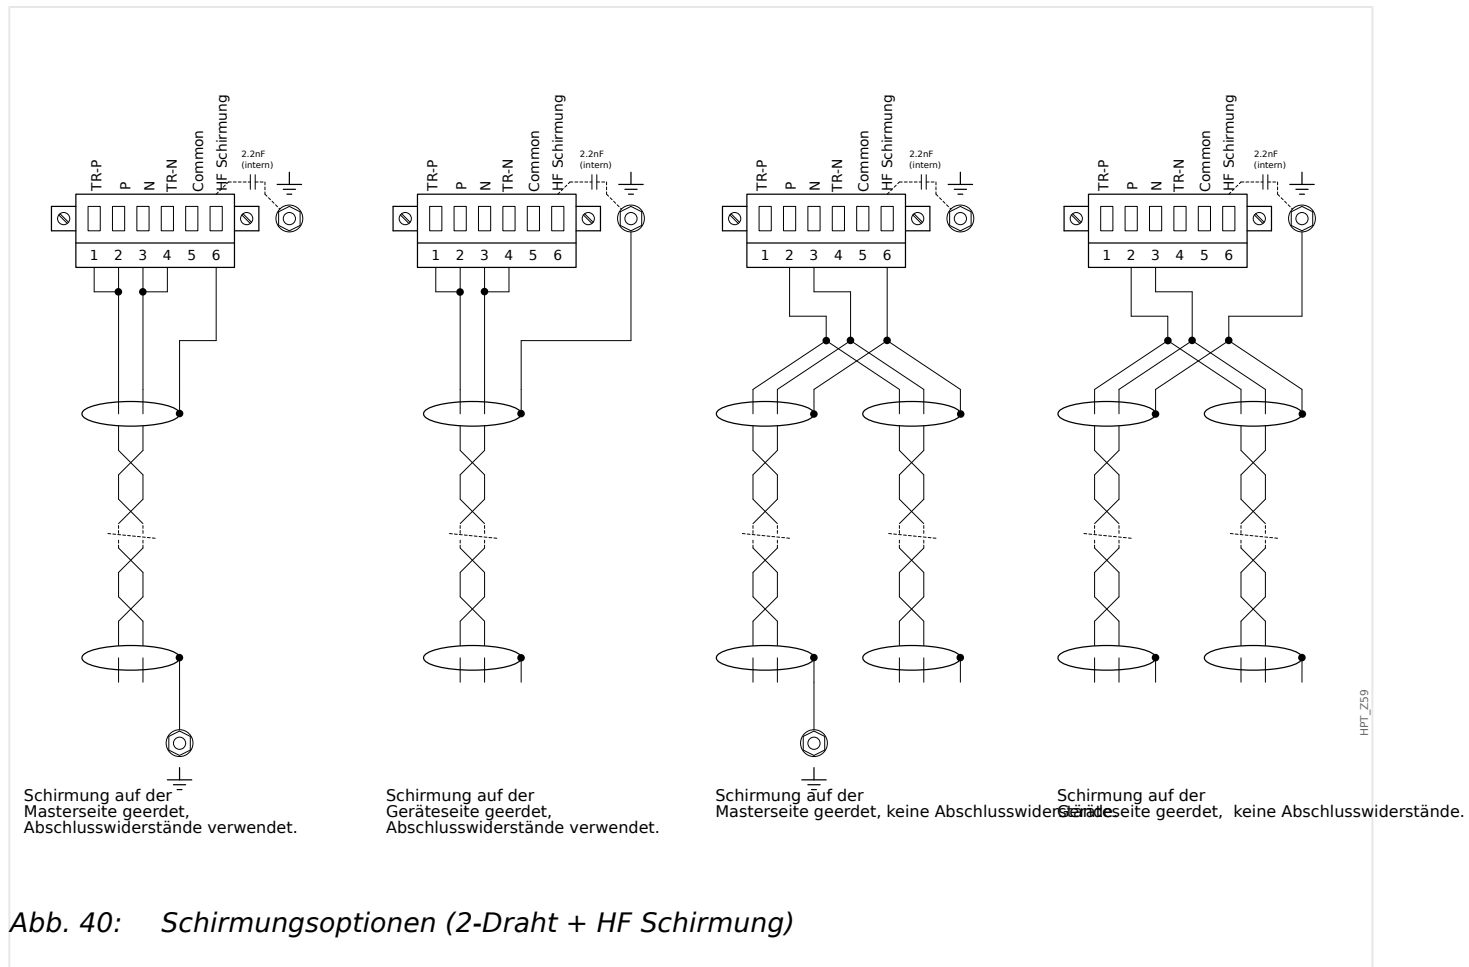 TR-P
P
N
TR-N
Common
HF Schirmung
2.2nF
(intern)
1 2 3 4 5 6
TR-P
P
N
TR-N
Common
HF Schirmung
2.2nF
(intern)
1 2 3 4 5 6
TR-P
P
N
TR-N
Common
HF Schirmung
2.2nF
(intern)
1 2 3 4 5 6
TR-P
P
N
TR-N
Common
HF Schirmung
2.2nF
(intern)
1 2 3 4 5 6
HPT_Z59
Schirmung auf der
Masterseite geerdet,
Abschlusswiderstände verwendet.
Schirmung auf der
Geräteseite geerdet,
Abschlusswiderstände verwendet.
Schirmung auf der
Masterseite geerdet, keine Abschlusswiderstände.
Schirmung auf der
Geräteseite geerdet, keine Abschlusswiderstände.
Abb. 40: Schirmungsoptionen (2-Draht + HF Schirmung)